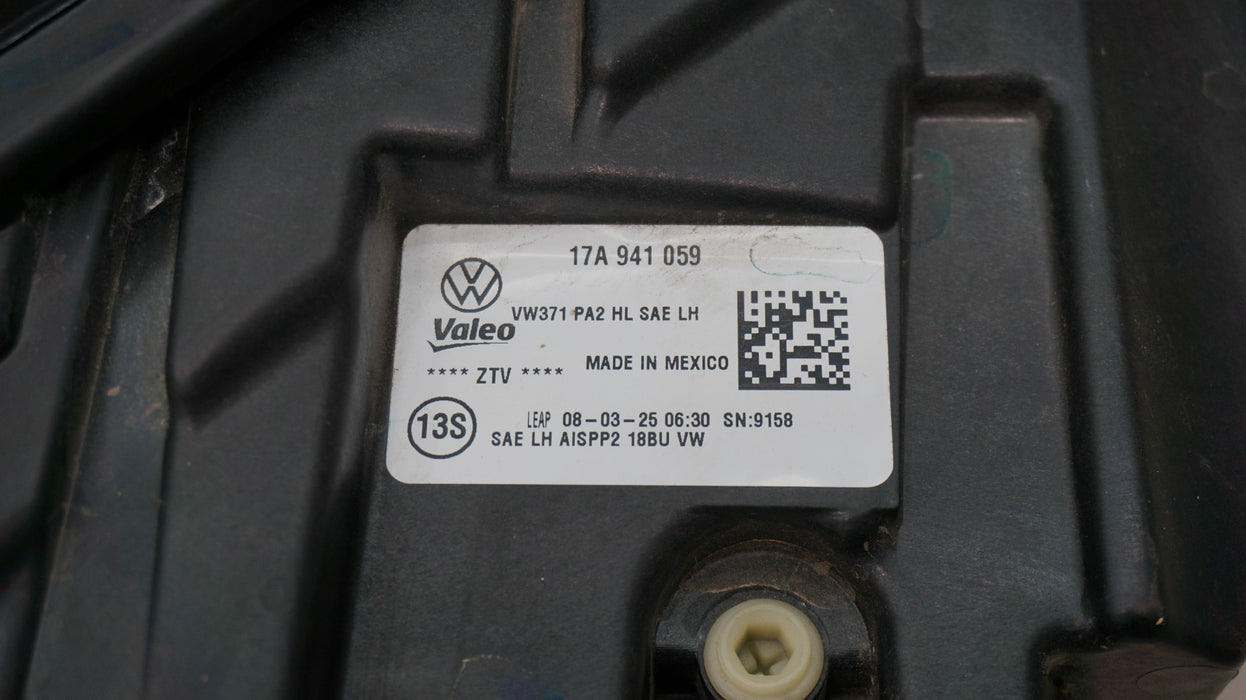 17A 941 059
VW371 PA2 HL SAE LH
Valeo
MADE IN MEXICO
**** ZTV ****
13S
LEAP 08-03-25 06:30 SN:9158
SAE LH AISPP2 18BU VW